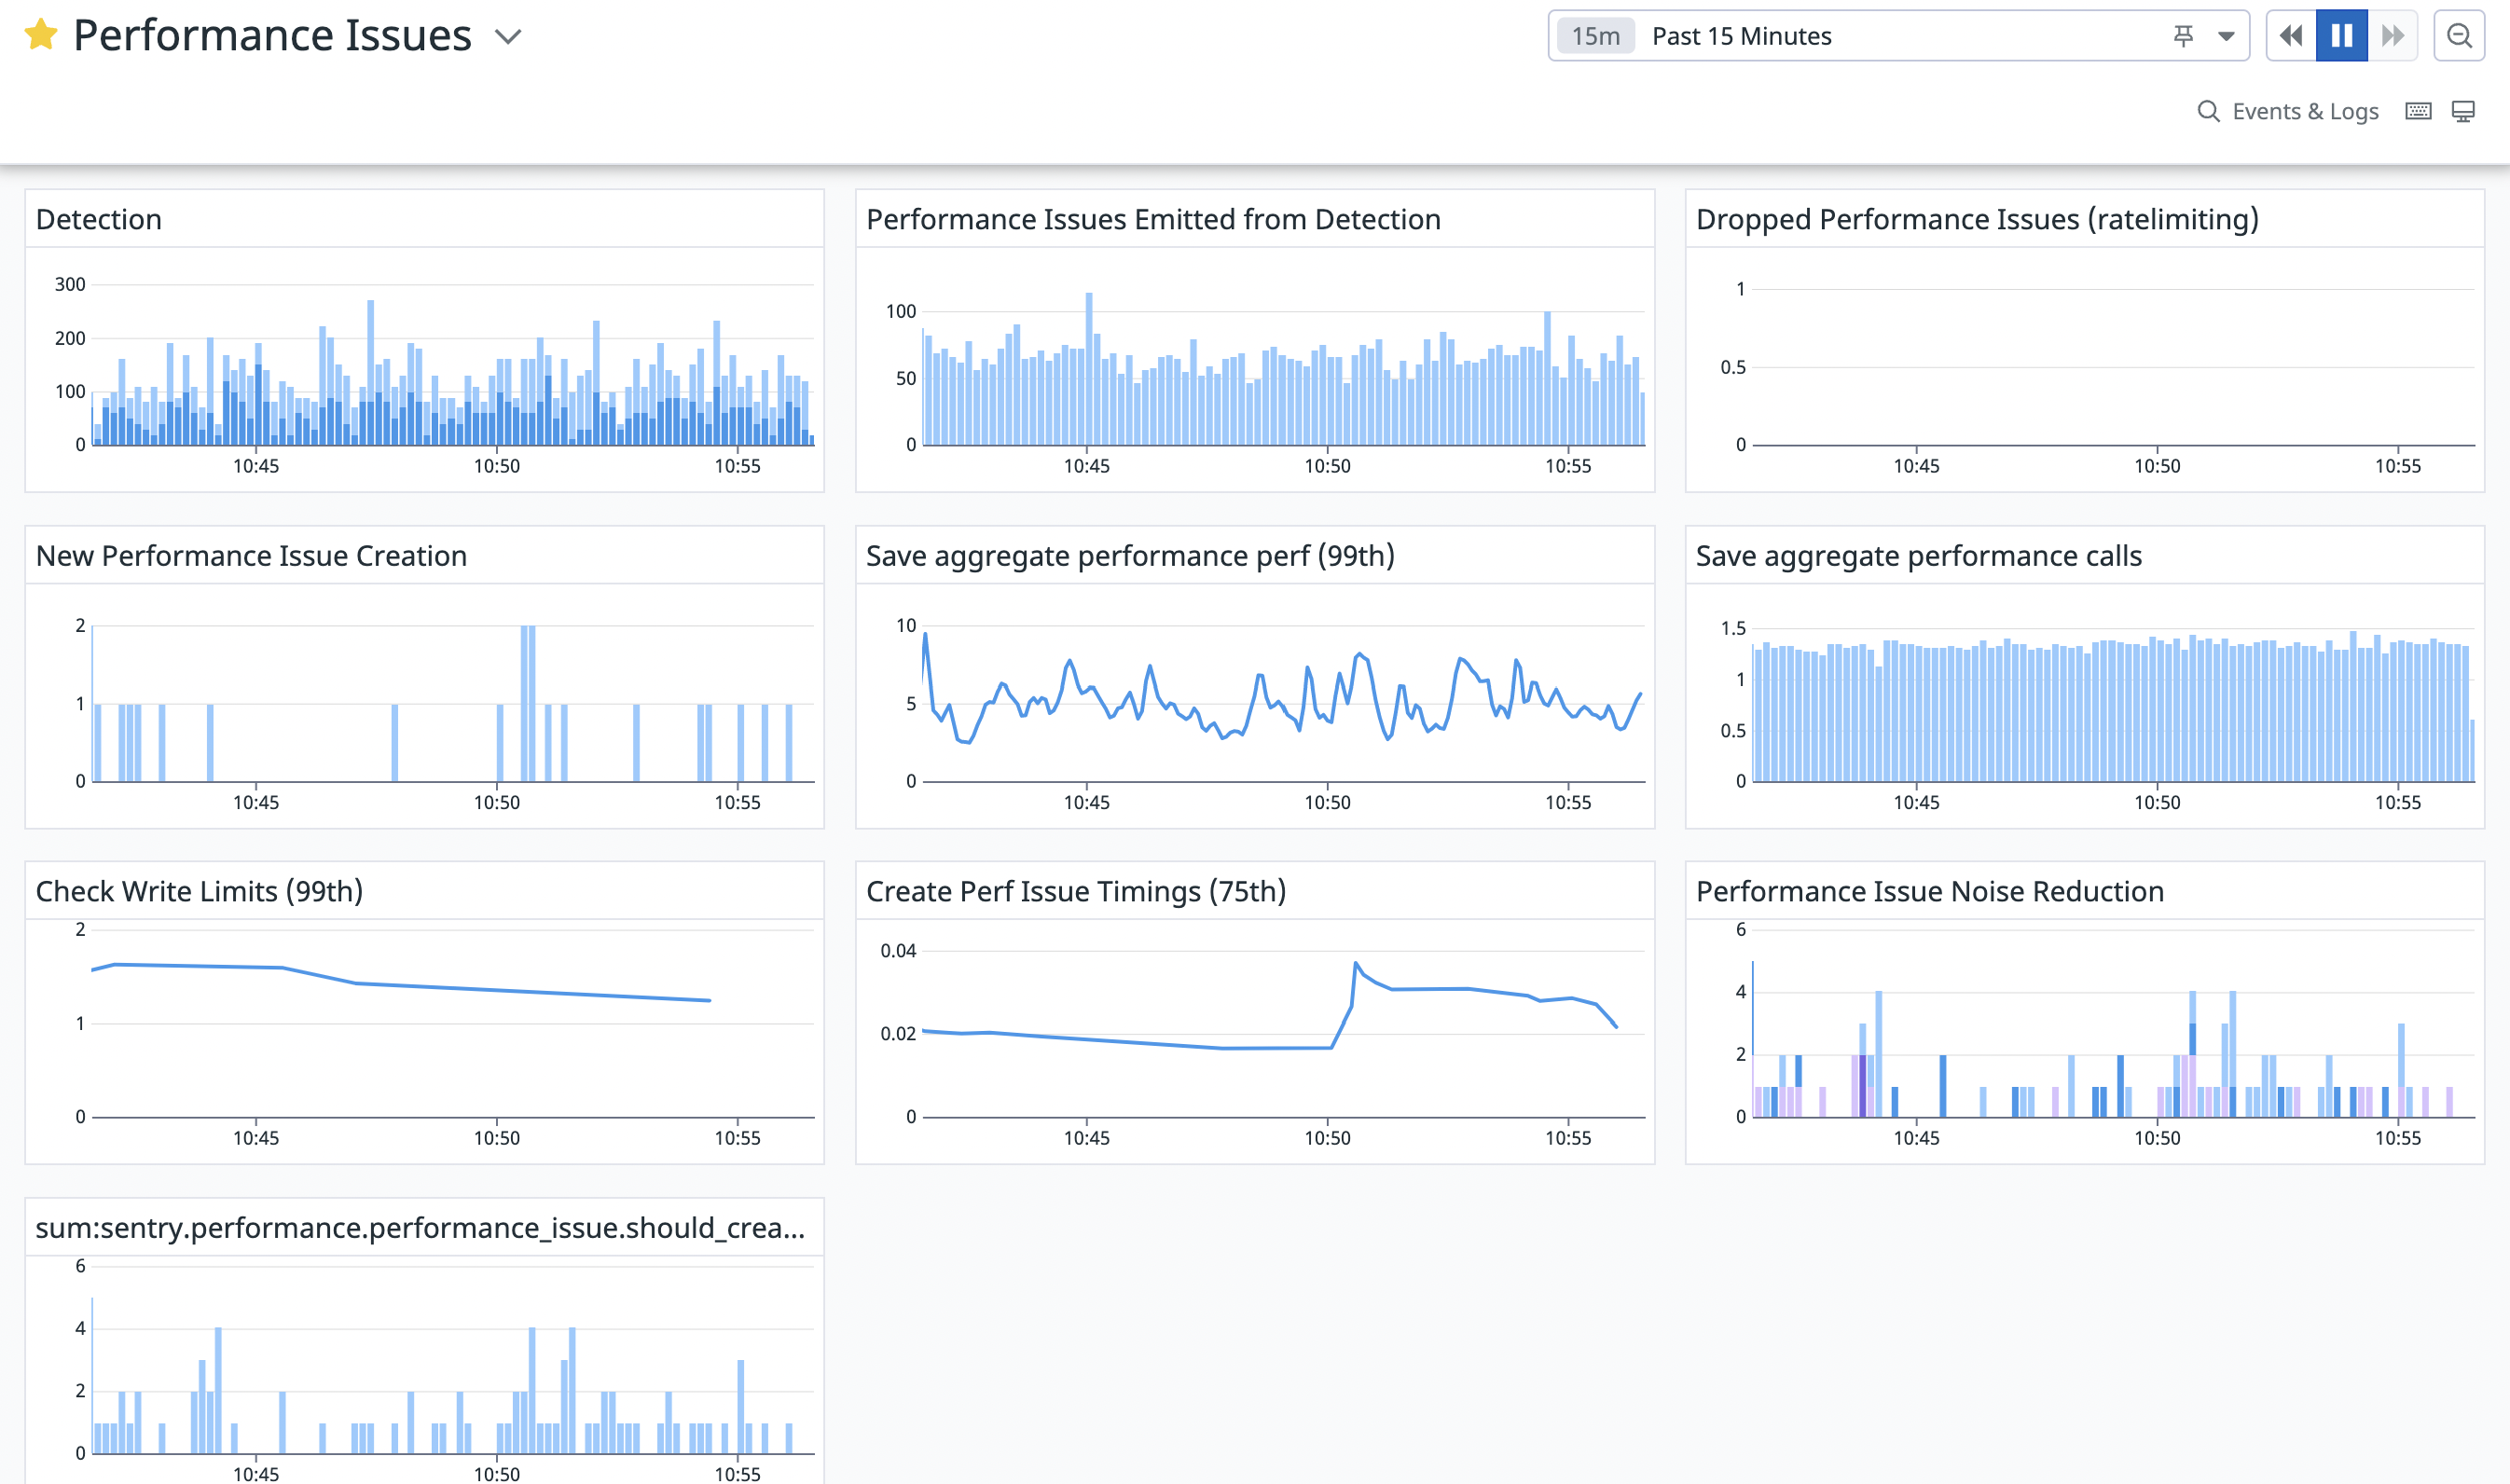 Performance Issues
15m Past 15 Minutes
Events & Logs
Detection
300
200
100
0
10:45 10:50 10:55
Performance Issues Emitted from Detection
100
50
0
10:45 10:50 10:55
Dropped Performance Issues (ratelimiting)
1
0.5
0
10:45 10:50 10:55
New Performance Issue Creation
2
1
0
10:45 10:50 10:55
Save aggregate performance perf (99th)
10
5
0
10:45 10:50 10:55
Save aggregate performance calls
1.5
1
0.5
0
10:45 10:50 10:55
Check Write Limits (99th)
2
1
0
10:45 10:50 10:55
Create Perf Issue Timings (75th)
0.04
0.02
0
10:45 10:50 10:55
Performance Issue Noise Reduction
6
4
2
0
10:45 10:50 10:55
sum:sentry.performance.performance_issue.should_crea...
6
4
2
0
10:45 10:50 10:55